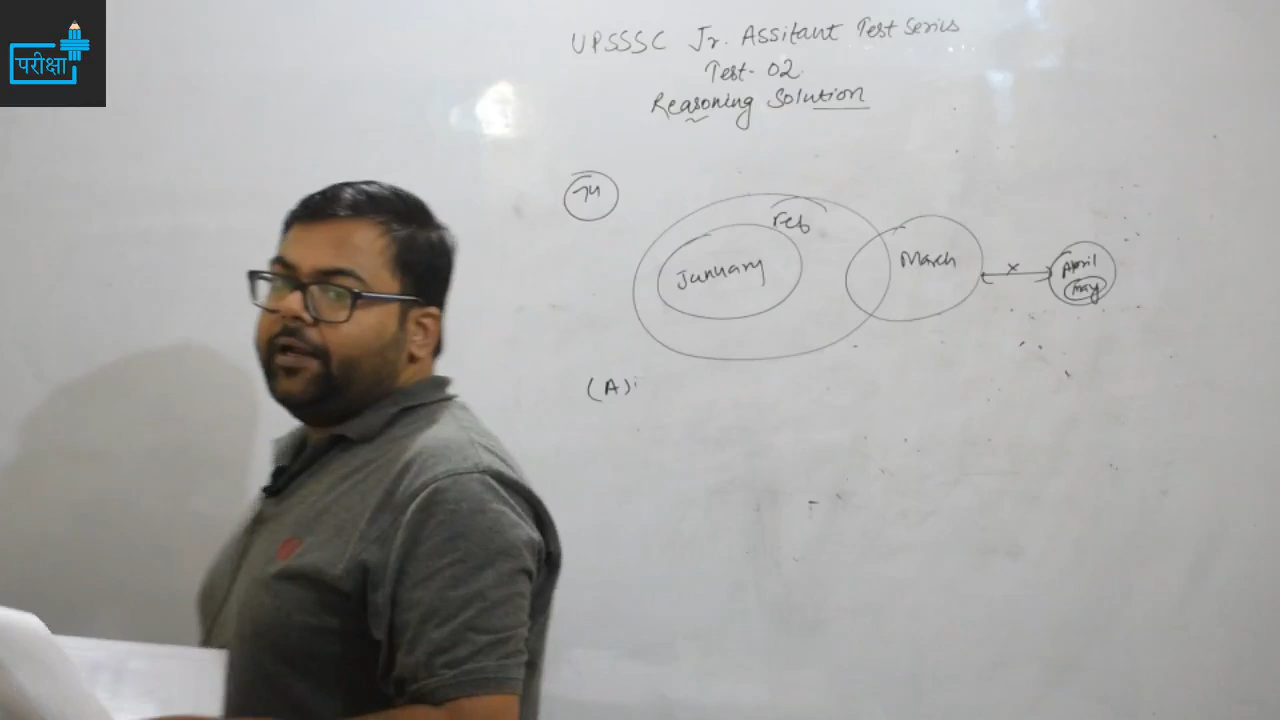 परीक्षा
UPSSSC Jr. Assitant Test Series
Test- 02.
Reasoning Solution
74
Feb
January
March
x
April
May
(A):